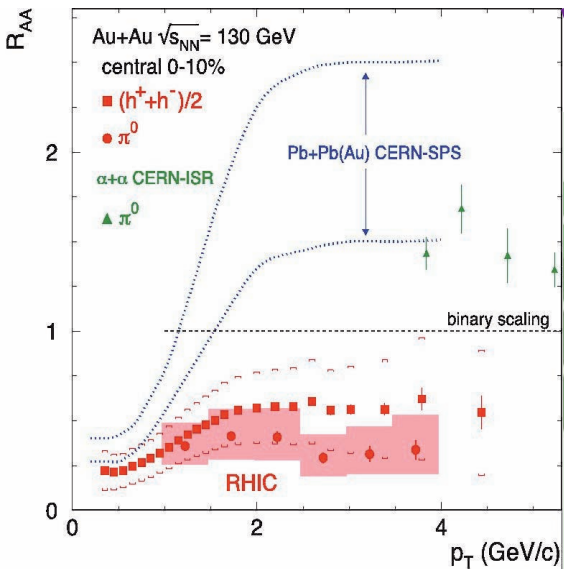 R_AA
Au+Au √s_NN = 130 GeV
central 0-10%
(h⁺+h⁻)/2
π⁰
α+α CERN-ISR
π⁰
Pb+Pb(Au) CERN-SPS
binary scaling
RHIC
2
1
0
0 2 4
p_T (GeV/c)